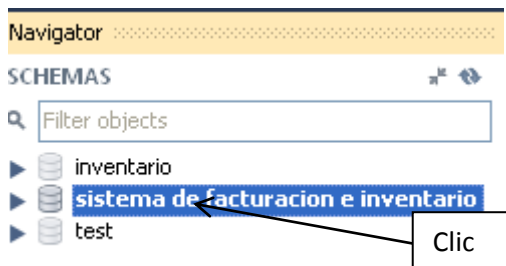 Navigator
SCHEMAS
Filter objects
inventario
sistema de facturacion e inventario
test
Clic